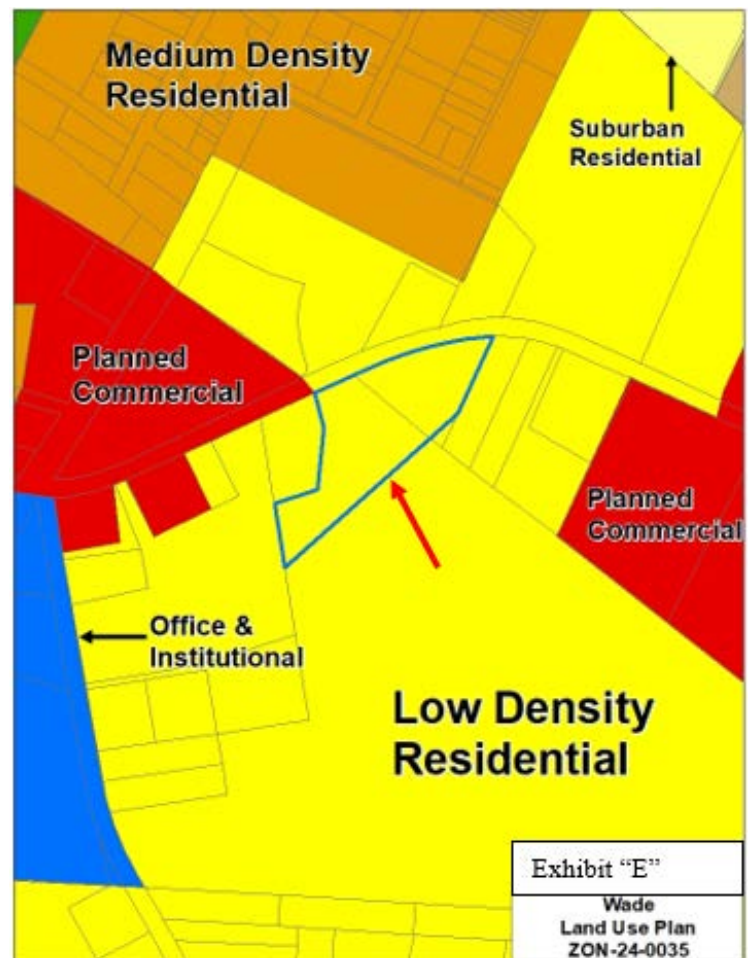 Medium Density
Residential
Suburban
Residential
Planned
Commercial
Planned
Commercial
Office &
Institutional
Low Density
Residential
Exhibit “E”
Wade
Land Use Plan
ZON-24-0035